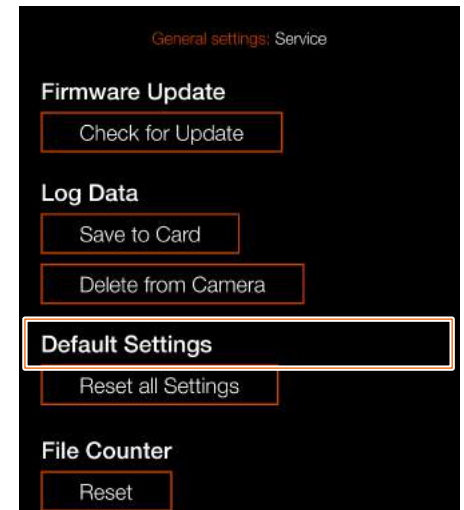 General settings: Service
Firmware Update
Check for Update
Log Data
Save to Card
Delete from Camera
Default Settings
Reset all Settings
File Counter
Reset